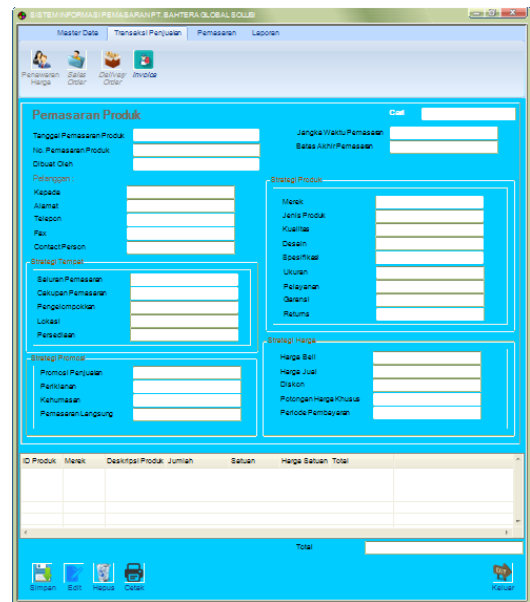 SISTEM INFORMASI PEMASARAN PT. BAHTERA GLOBAL SOLUSI
Master Data Transaksi Penjualan Pemasaran Laporan
Penawaran Harga Sales Order Delivery Order Invoice
Pemasaran Produk
Cari
Tanggal Pemasaran Produk
Jangka Waktu Pemasaran
No. Pemasaran Produk
Batas Akhir Pemasaran
Dibuat Oleh
Pelanggan :
Kepada
Alamat
Telepon
Fax
Contact Person
Strategi Produk
Merek
Jenis Produk
Kualitas
Desain
Spesifikasi
Ukuran
Pelayanan
Garansi
Returns
Strategi Tempat
Saluran Pemasaran
Cakupan Pemasaran
Pengelompokkan
Lokasi
Persediaan
Strategi Harga
Harga Beli
Harga Jual
Diskon
Potongan Harga Khusus
Periode Pembayaran
Strategi Promosi
Promosi Penjualan
Periklanan
Kehumasan
Pemasaran Langsung
ID Produk Merek Deskripsi Produk Jumlah Satuan Harga Satuan Total
Total
Simpan Edit Hapus Cetak Keluar